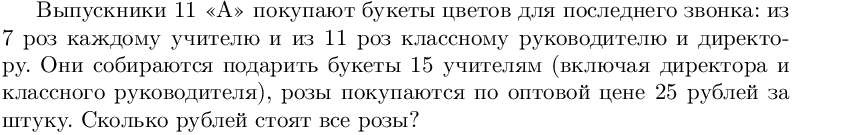 Выпускники 11 «А» покупают букеты цветов для последнего звонка: из
7 роз каждому учителю и из 11 роз классному руководителю и директо-
ру. Они собираются подарить букеты 15 учителям (включая директора и
классного руководителя), розы покупаются по оптовой цене 25 рублей за
штуку. Сколько рублей стоят все розы?